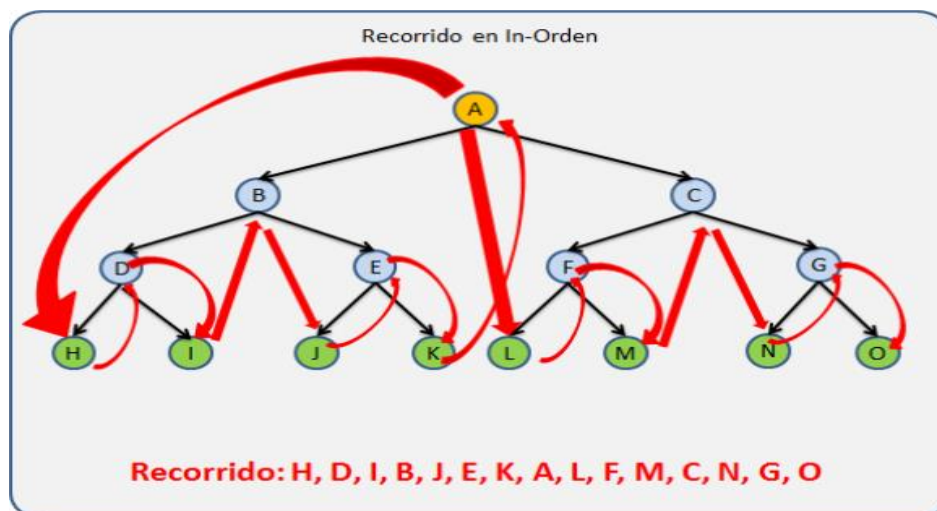 Recorrido en In-Orden
A
B C
D E F G
H I J K L M N O
Recorrido: H, D, I, B, J, E, K, A, L, F, M, C, N, G, O